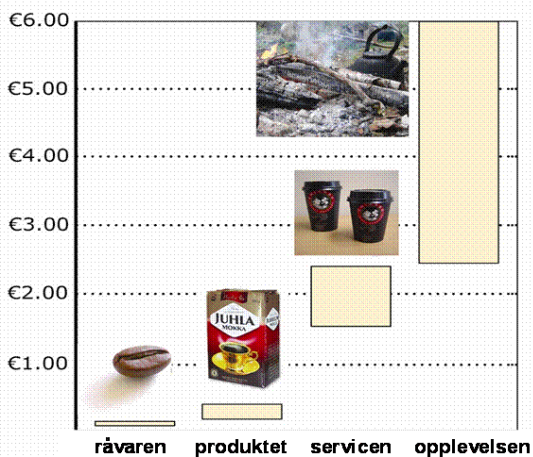 €6.00
€5.00
€4.00
€3.00
€2.00
€1.00
JUHLA
MOKKA
råvaren produktet servicen opplevelsen